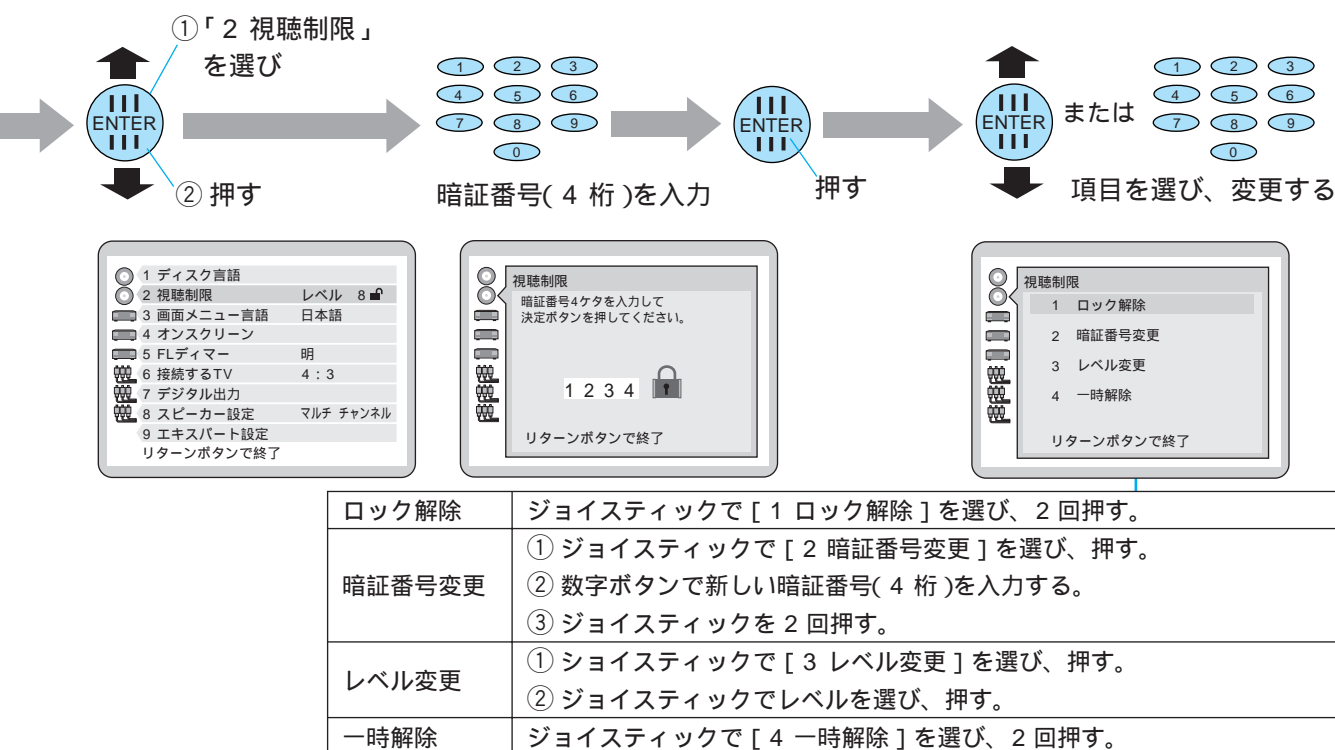 ①「2 視聴制限」
を選び
ENTER
② 押す
1 2 3
4 5 6
7 8 9
0
暗証番号( 4 桁 )を入力
ENTER
押す
ENTER
または
1 2 3
4 5 6
7 8 9
0
項目を選び、変更する
1 ディスク言語
2 視聴制限 レベル 8
3 画面メニュー言語 日本語
4 オンスクリーン
5 FLディマー 明
6 接続するTV 4 : 3
7 デジタル出力
8 スピーカー設定 マルチ チャンネル
9 エキスパート設定
リターンボタンで終了
視聴制限
暗証番号4ケタを入力して
決定ボタンを押してください。
1 2 3 4
リターンボタンで終了
視聴制限
1 ロック解除
2 暗証番号変更
3 レベル変更
4 一時解除
リターンボタンで終了
ロック解除 ジョイスティックで [ 1 ロック解除 ] を選び、2 回押す。
暗証番号変更
① ジョイスティックで [ 2 暗証番号変更 ] を選び、押す。
② 数字ボタンで新しい暗証番号( 4 桁 )を入力する。
③ ジョイスティックを 2 回押す。
レベル変更
① ショイスティックで [ 3 レベル変更 ] を選び、押す。
② ジョイスティックでレベルを選び、押す。
一時解除 ジョイスティックで [ 4 一時解除 ] を選び、2 回押す。